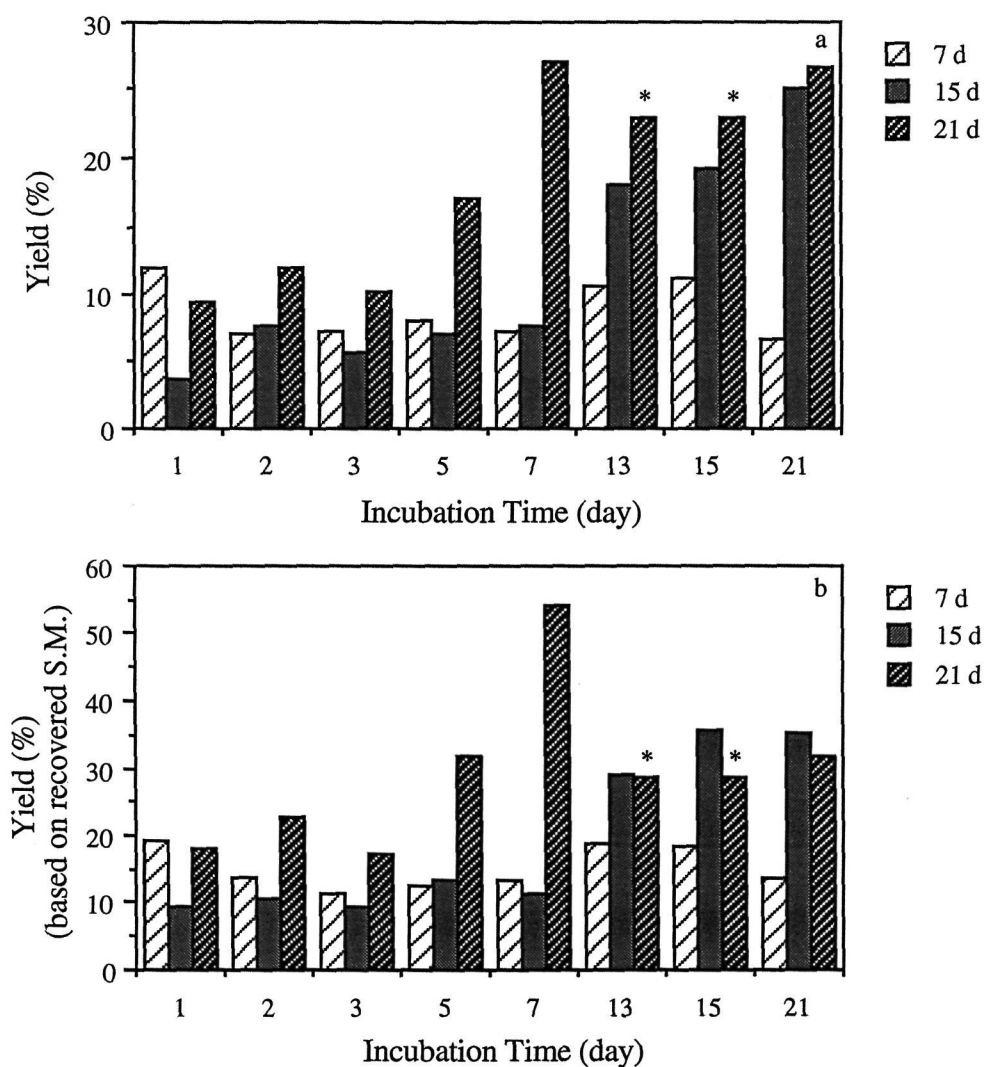 30
20
10
0
Yield (%)
a
*
*
1 2 3 5 7 13 15 21
Incubation Time (day)
7 d
15 d
21 d
60
50
40
30
20
10
0
Yield (%)
(based on recovered S.M.)
b
*
*
1 2 3 5 7 13 15 21
Incubation Time (day)
7 d
15 d
21 d